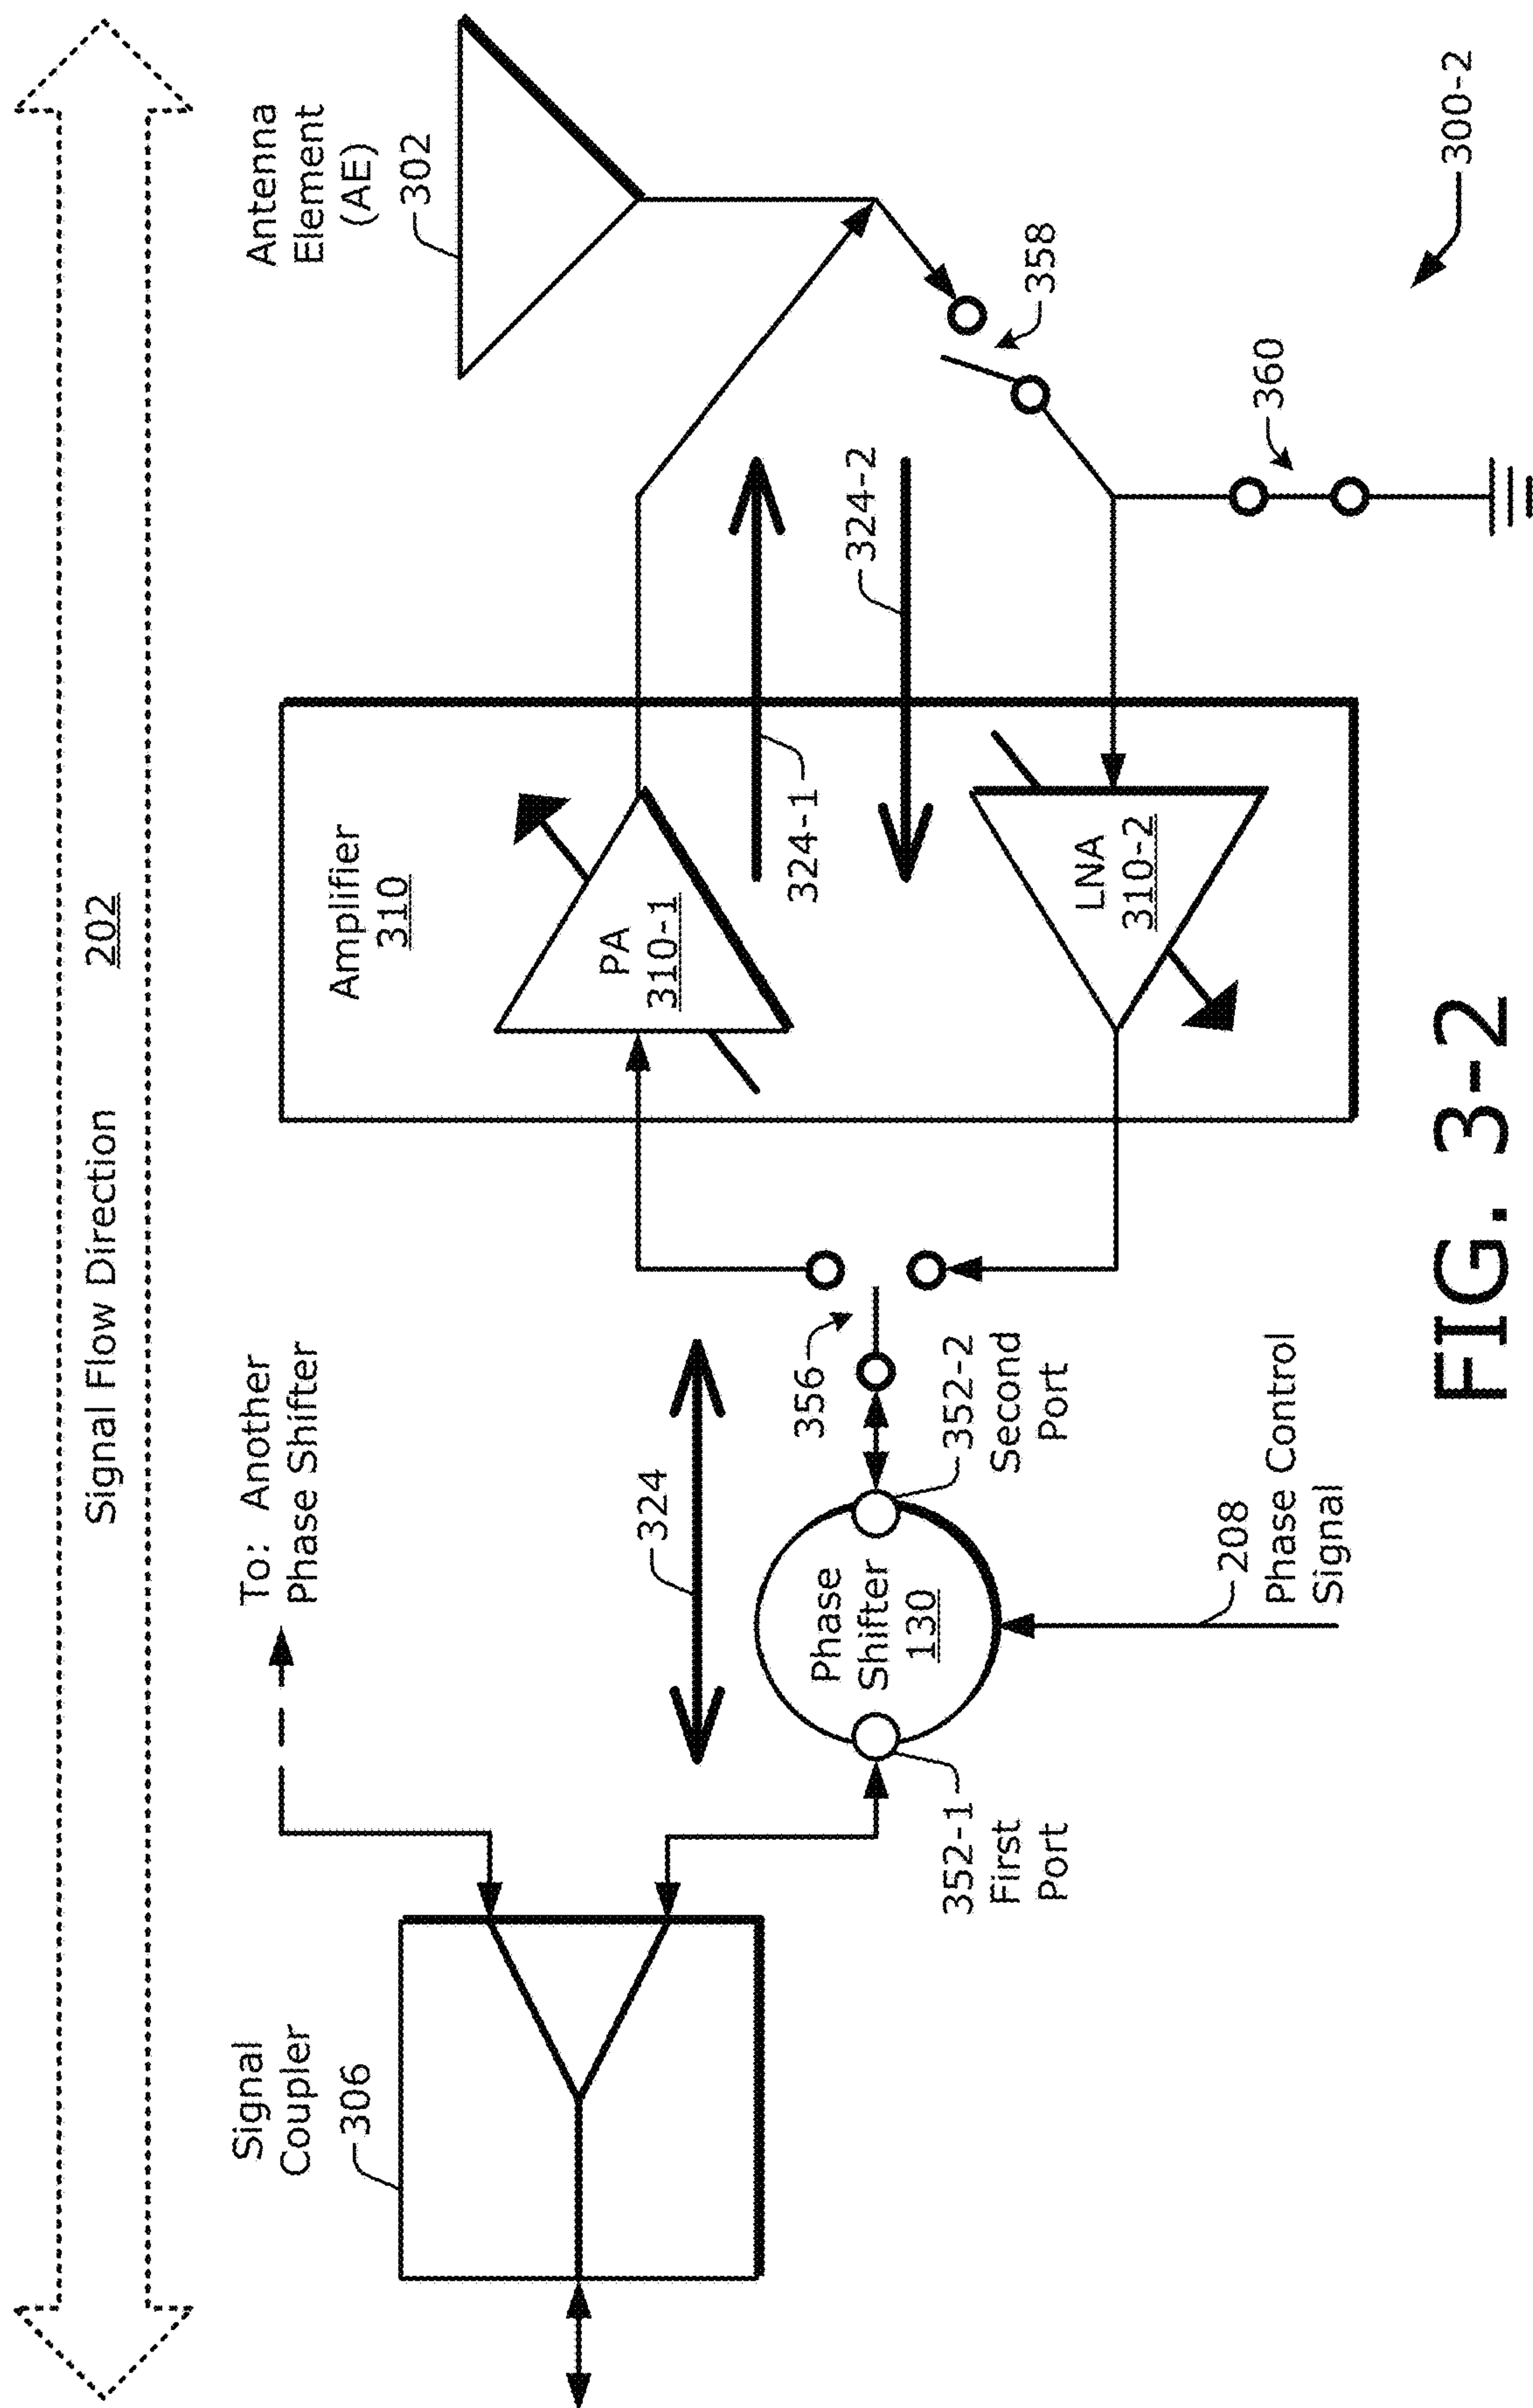 Signal Flow Direction 202
To: Another
Phase Shifter
Signal
Coupler
306
324
Amplifier
310
PA
310-1
Antenna
Element
(AE)
302
324-1
324-2
356
Phase
Shifter
130
352-1
First
Port
352-2
Second
Port
LNA
310-2
358
360
208
Phase Control
Signal
300-2
FIG. 3-2